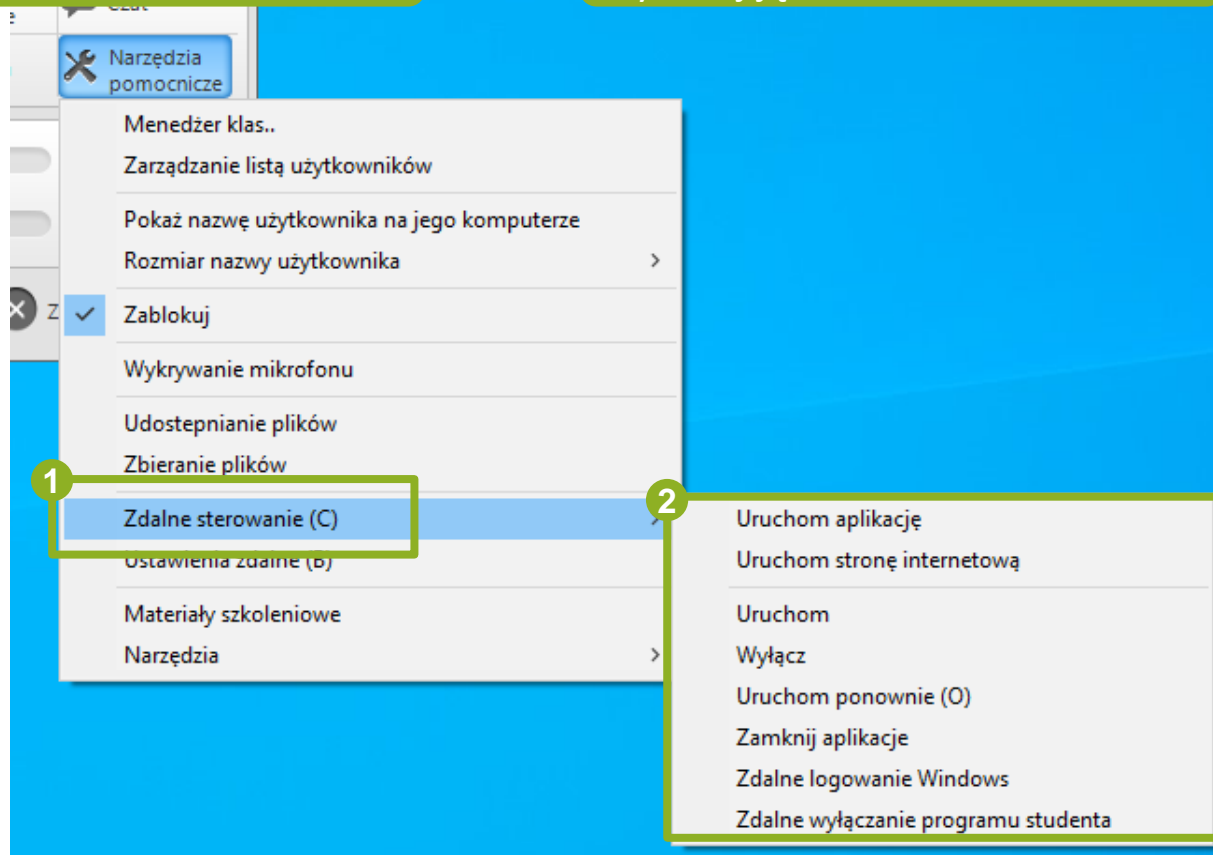 Czat
Narzędzia
pomocnicze
Menedżer klas..
Zarządzanie listą użytkowników
Pokaż nazwę użytkownika na jego komputerze
Rozmiar nazwy użytkownika
Z
Zablokuj
Wykrywanie mikrofonu
Udostepnianie plików
Zbieranie plików
1
Zdalne sterowanie (C)
Ustawienia zdalne (B)
Materiały szkoleniowe
Narzędzia
2
Uruchom aplikację
Uruchom stronę internetową
Uruchom
Wyłącz
Uruchom ponownie (O)
Zamknij aplikacje
Zdalne logowanie Windows
Zdalne wyłączanie programu studenta